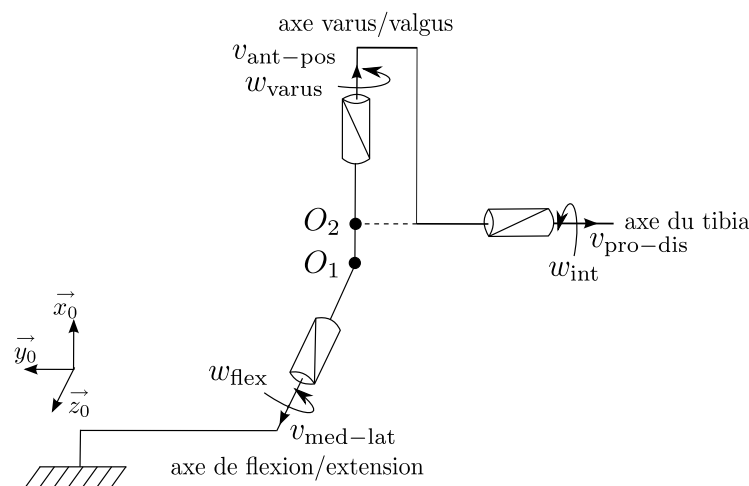 axe varus/valgus
v_ant−pos
w_varus
O_2
axe du tibia
v_pro−dis
w_int
O_1
x_0
y_0
z_0
w_flex
v_med−lat
axe de flexion/extension